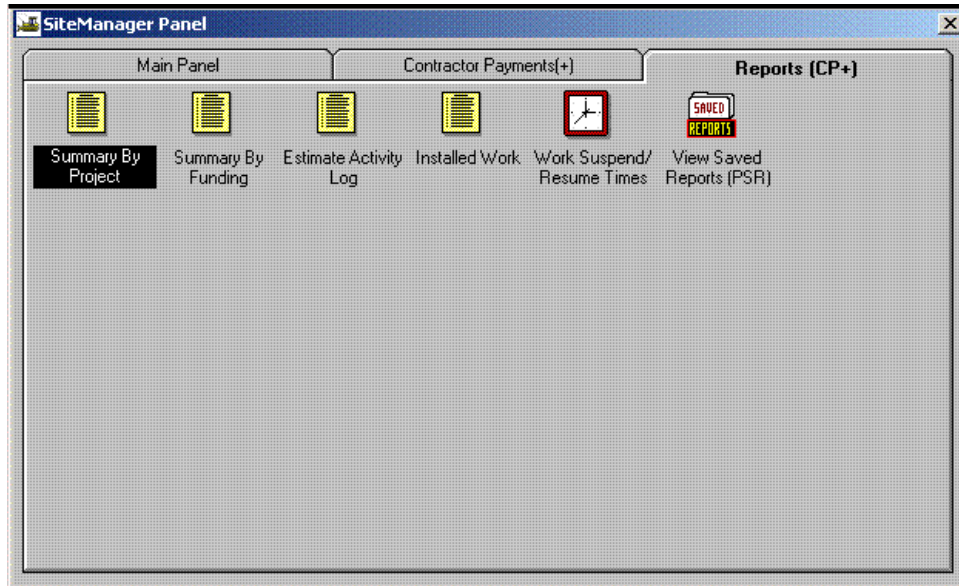 SiteManager Panel
Main Panel
Contractor Payments(+)
Reports (CP+)
Summary By
Project
Summary By
Funding
Estimate Activity
Log
Installed Work
Work Suspend/
Resume Times
SAVED
REPORTS
View Saved
Reports (PSR)